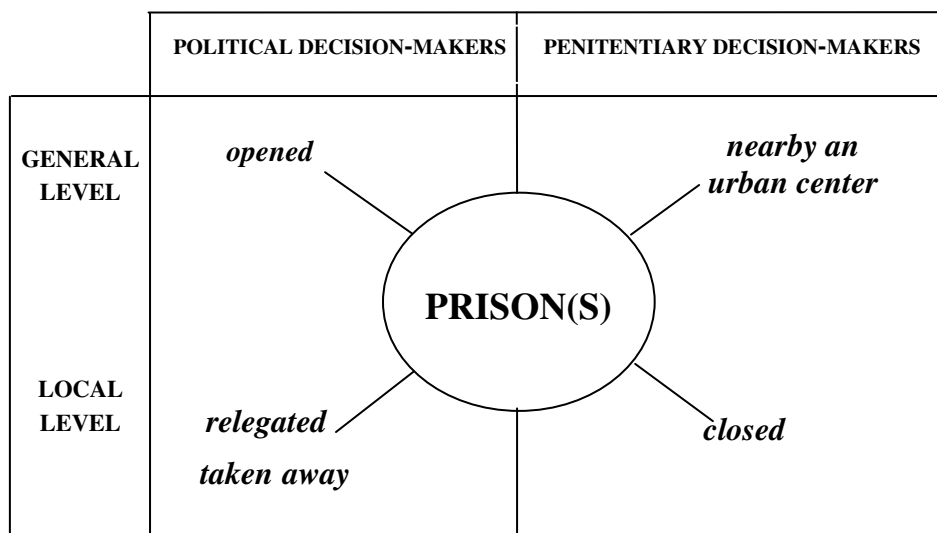 POLITICAL DECISION-MAKERS
PENITENTIARY DECISION-MAKERS
GENERAL
LEVEL
opened
nearby an
urban center
PRISON(S)
LOCAL
LEVEL
relegated
taken away
closed